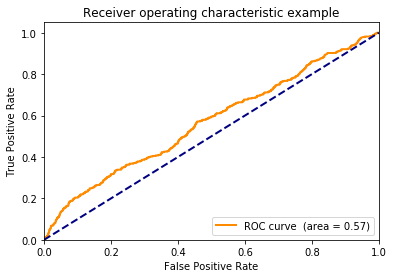 Receiver operating characteristic example
True Positive Rate
1.0
0.8
0.6
0.4
0.2
0.0
ROC curve  (area = 0.57)
0.0 0.2 0.4 0.6 0.8 1.0
False Positive Rate